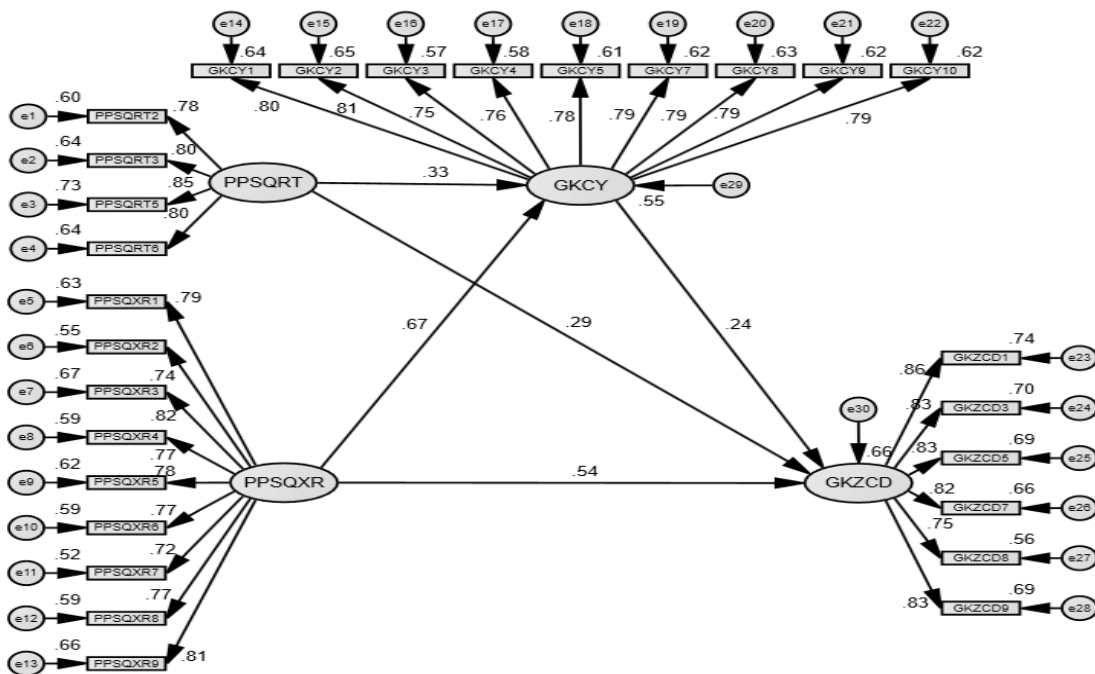 e14 e15 e16 e17 e18 e19 e20 e21 e22
.64 .65 .57 .58 .61 .62 .63 .62 .62
GKCY1 GKCY2 GKCY3 GKCY4 GKCY5 GKCY7 GKCY8 GKCY9 GKCY10
.80 .81 .75 .76 .78 .79 .79 .79 .79
e1 .60 PPSQRT2 .78
e2 .64 PPSQRT3 .80
e3 .73 PPSQRT5 .85
e4 .64 PPSQRT6 .80
PPSQRT .33 GKCY .55 e29
e5 .63 PPSQXR1 .79
e6 .55 PPSQXR2 .74
e7 .67 PPSQXR3 .82
e8 .59 PPSQXR4 .77
e9 .62 PPSQXR5 .78
e10 .59 PPSQXR6 .77
e11 .52 PPSQXR7 .72
e12 .59 PPSQXR8 .77
e13 .66 PPSQXR9 .81
.67 .29 .24
PPSQXR .54 GKZCD .66 e30
.86 GKZCD1 .74 e23
.83 GKZCD3 .70 e24
.83 GKZCD5 .69 e25
.82 GKZCD7 .66 e26
.75 GKZCD8 .56 e27
.83 GKZCD9 .69 e28